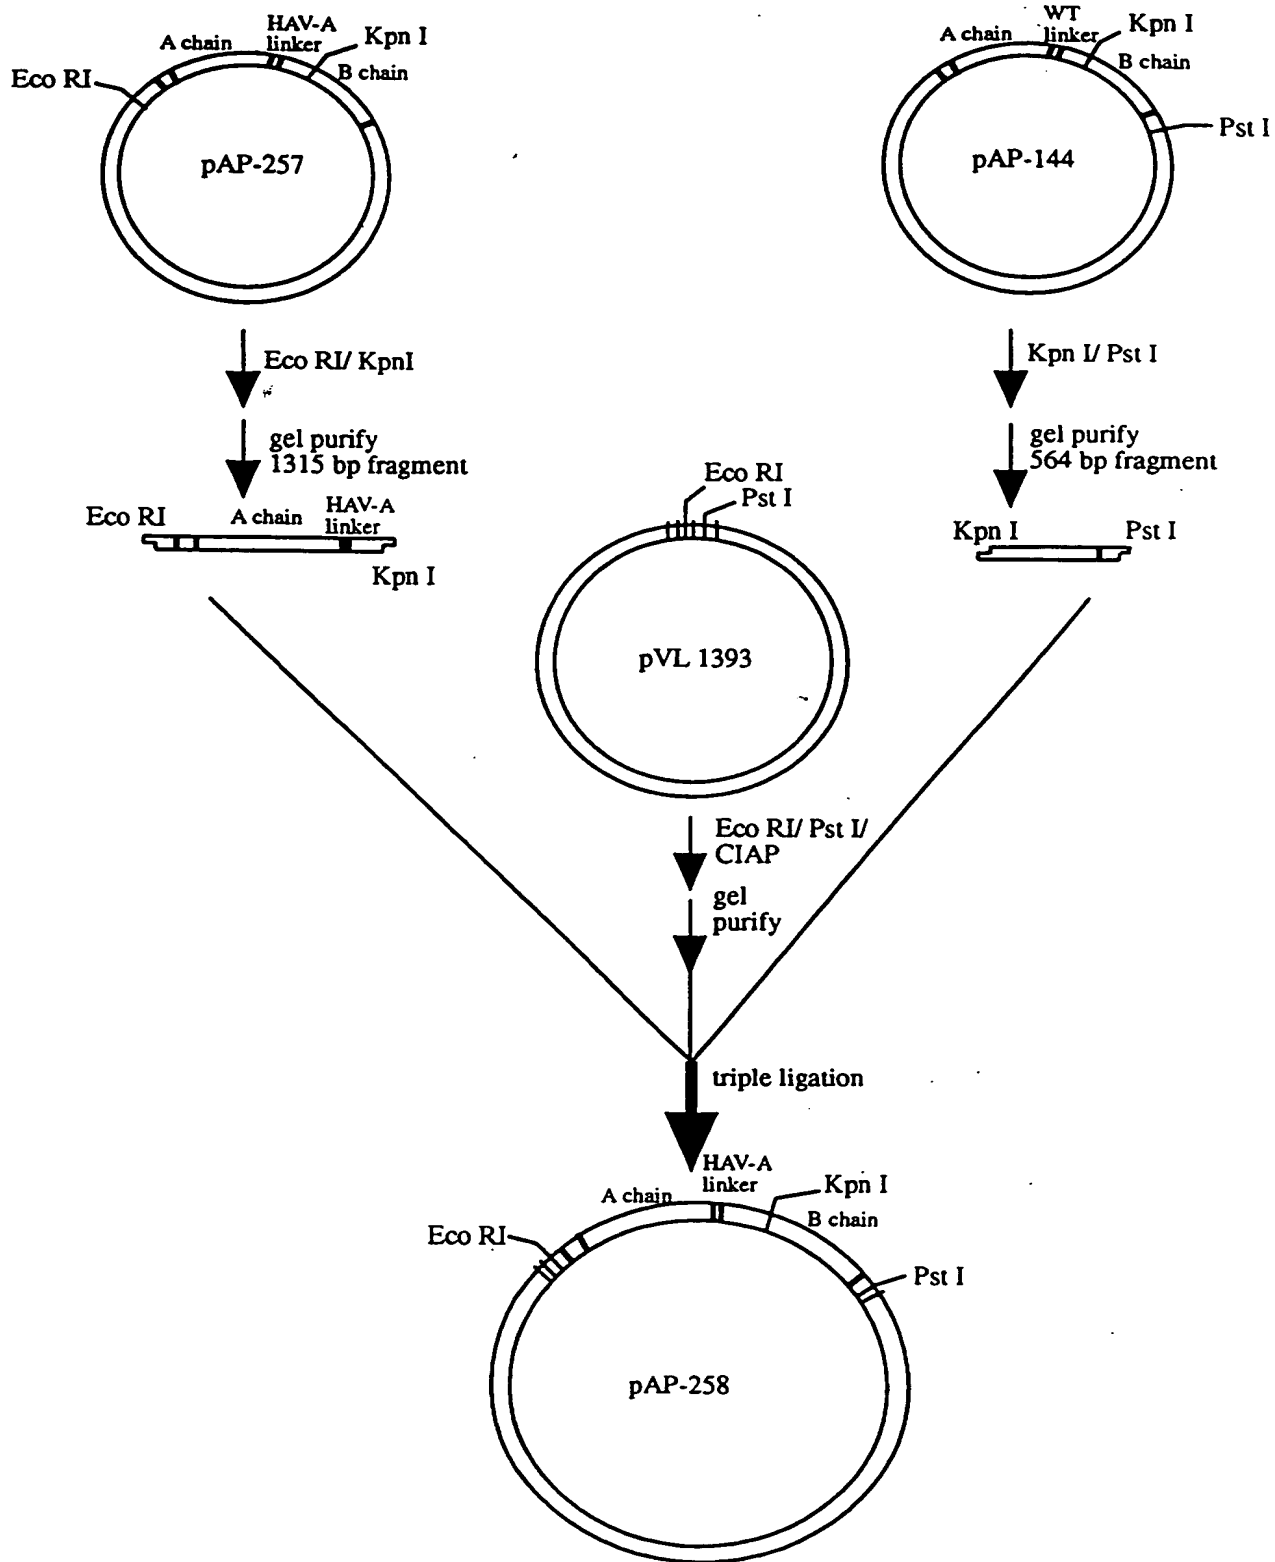 A chain
HAV-A
linker
Kpn I
B chain
Eco RI
pAP-257
A chain
WT
linker
Kpn I
B chain
Pst I
pAP-144
Eco RI/ KpnI
gel purify
1315 bp fragment
Kpn I/ Pst I
gel purify
564 bp fragment
Eco RI
A chain
HAV-A
linker
Kpn I
Kpn I
Pst I
Eco RI
Pst I
pVL 1393
Eco RI/ Pst I/
CIAP
gel
purify
triple ligation
A chain
HAV-A
linker
Kpn I
B chain
Eco RI
Pst I
pAP-258